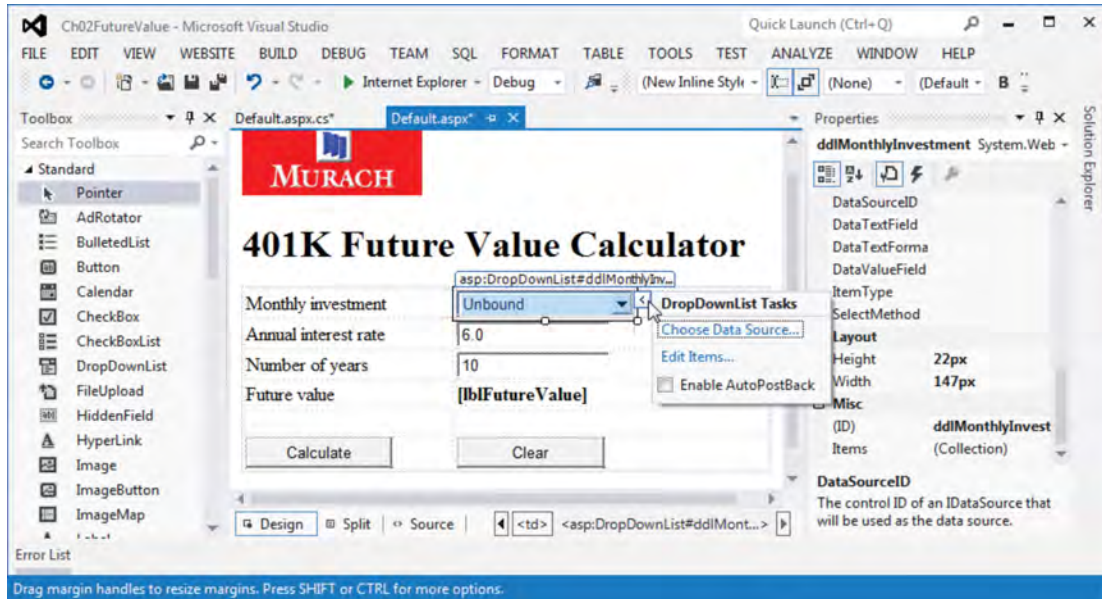 Ch02FutureValue - Microsoft Visual Studio
Quick Launch (Ctrl+Q)
FILE EDIT VIEW WEBSITE BUILD DEBUG TEAM SQL FORMAT TABLE TOOLS TEST ANALYZE WINDOW HELP
Internet Explorer Debug (New Inline Style (None) (Default B
Toolbox
Search Toolbox
Standard
Pointer
AdRotator
BulletedList
Button
Calendar
CheckBox
CheckBoxList
DropDownList
FileUpload
HiddenField
HyperLink
Image
ImageButton
ImageMap
Default.aspx.cs* Default.aspx*
MURACH
401K Future Value Calculator
asp:DropDownList#ddlMonthlyInv...
Monthly investment Unbound
Annual interest rate 6.0
Number of years 10
Future value [lblFutureValue]
Calculate Clear
DropDownList Tasks
Choose Data Source...
Edit Items...
Enable AutoPostBack
Design Split Source <td> <asp:DropDownList#ddlMont...>
Properties
ddlMonthlyInvestment System.Web
DataSourceID
DataTextField
DataTextForma
DataValueField
ItemType
SelectMethod
Layout
Height 22px
Width 147px
Misc
(ID) ddlMonthlyInvest
Items (Collection)
DataSourceID
The control ID of an IDataSource that
will be used as the data source.
Solution Explorer
Error List
Drag margin handles to resize margins. Press SHIFT or CTRL for more options.